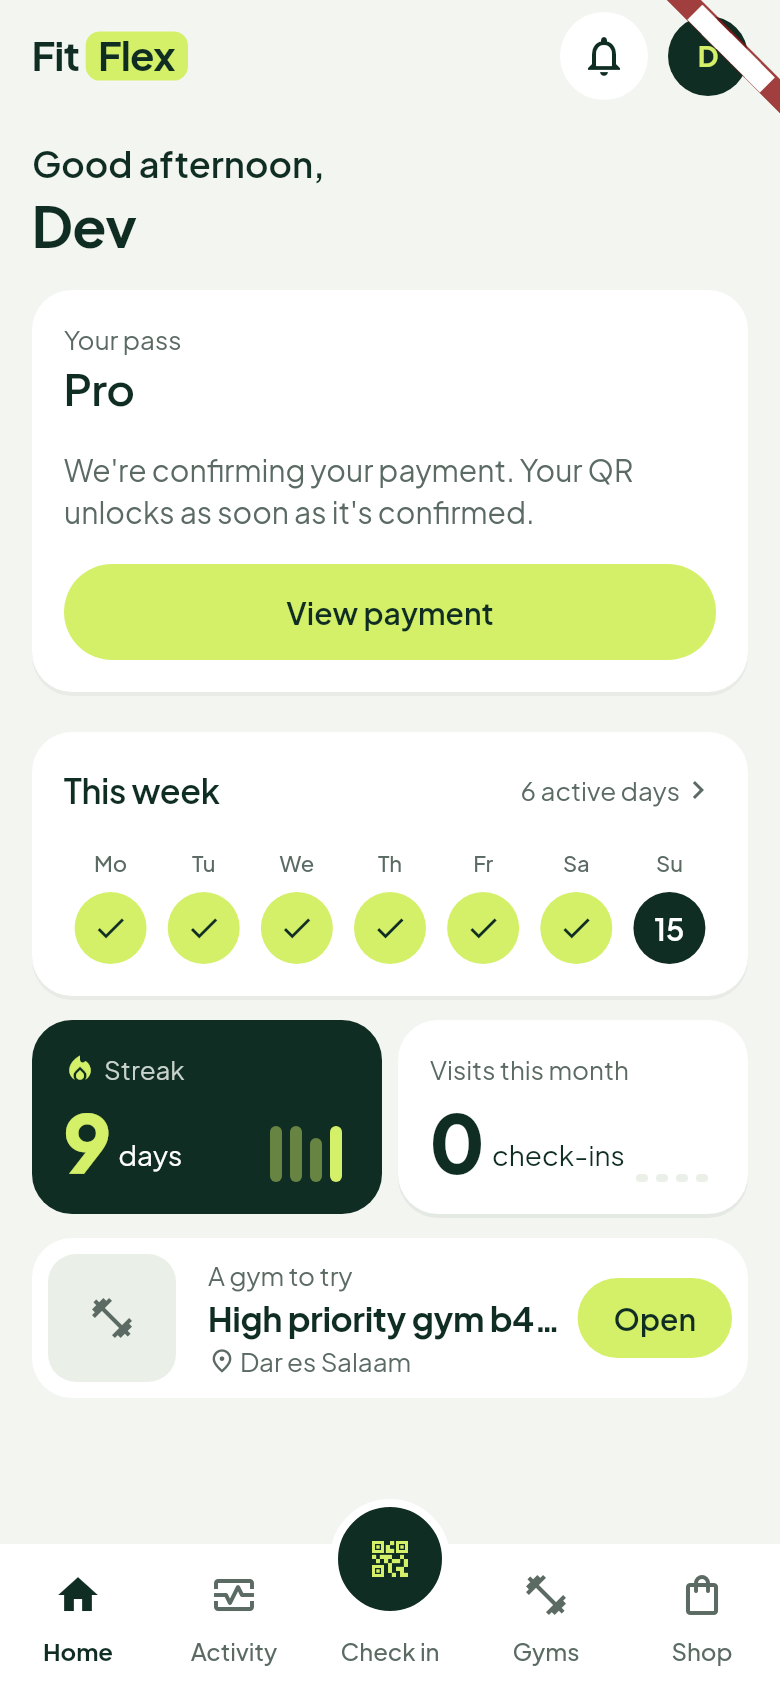 Fit Flex
D
Good afternoon,
Dev
Your pass
Pro
We're confirming your payment. Your QR
unlocks as soon as it's confirmed.
View payment
This week
6 active days
Mo Tu We Th Fr Sa Su
15
Streak
9 days
Visits this month
0 check-ins
A gym to try
High priority gym b4...
Dar es Salaam
Open
Home
Activity
Check in
Gyms
Shop